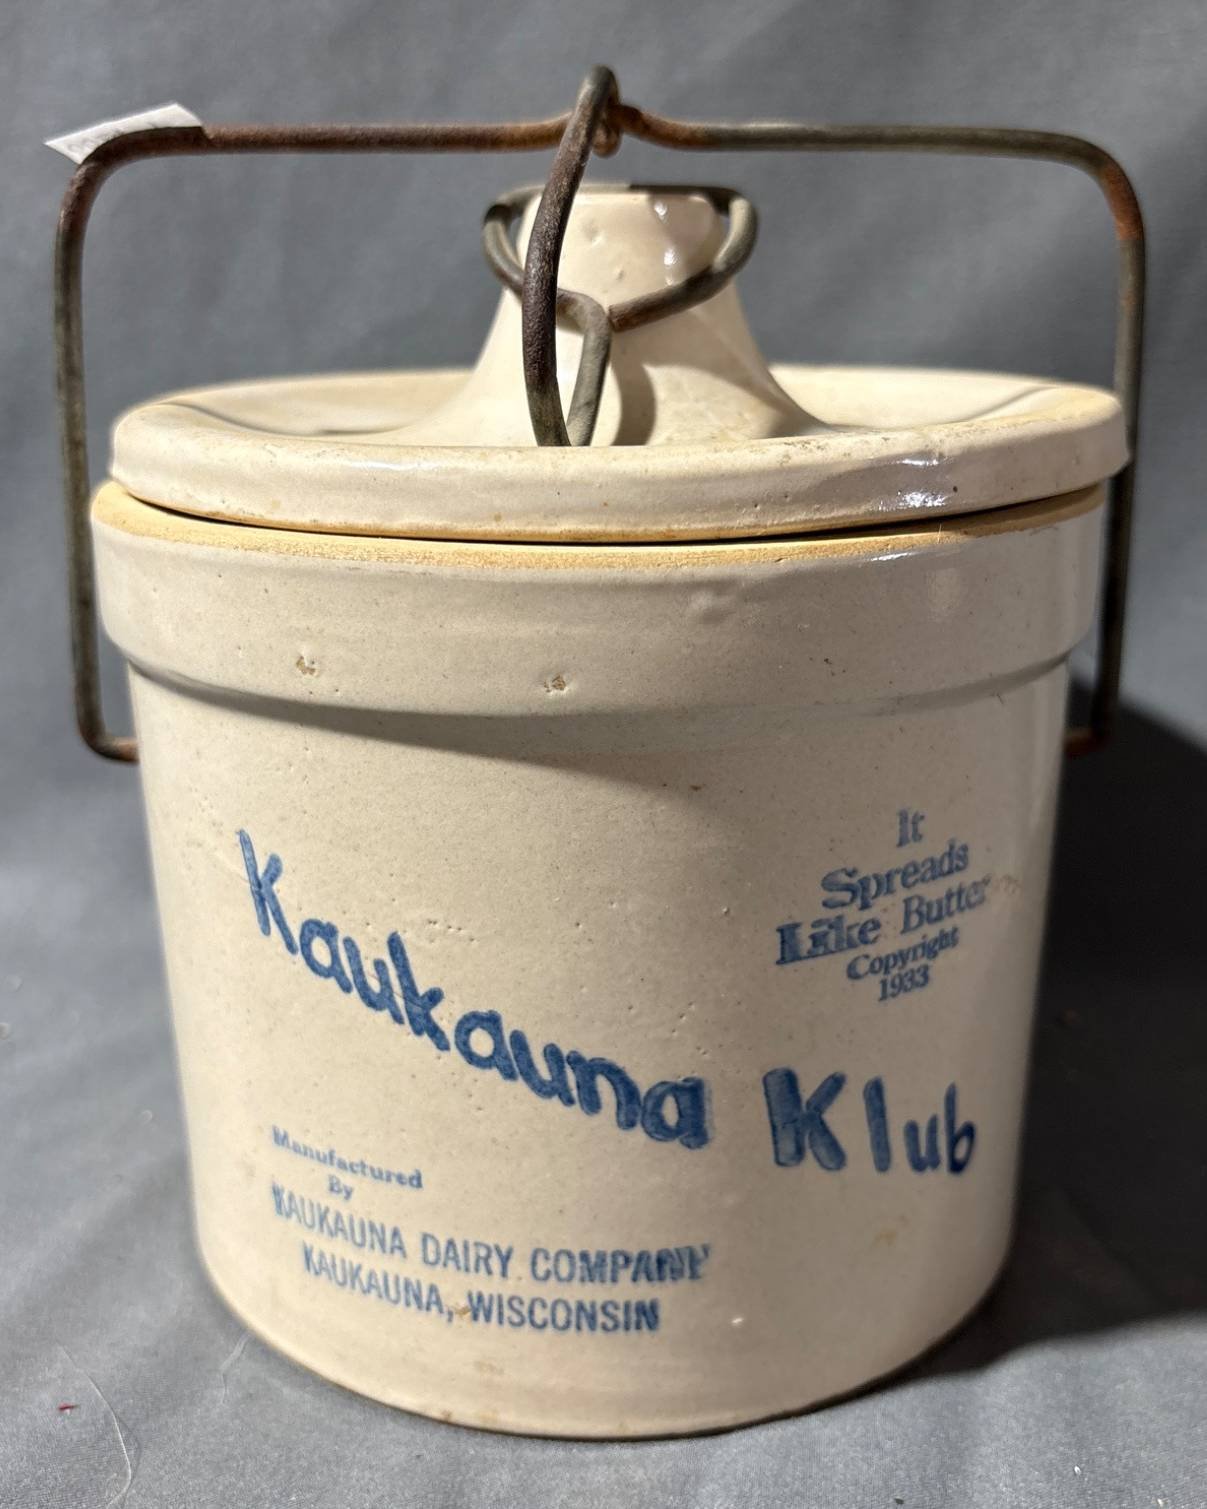 It
Spreads
Like Butter
Copyright
1933
Kaukauna Klub
Manufactured
By
KAUKAUNA DAIRY COMPANY
KAUKAUNA, WISCONSIN